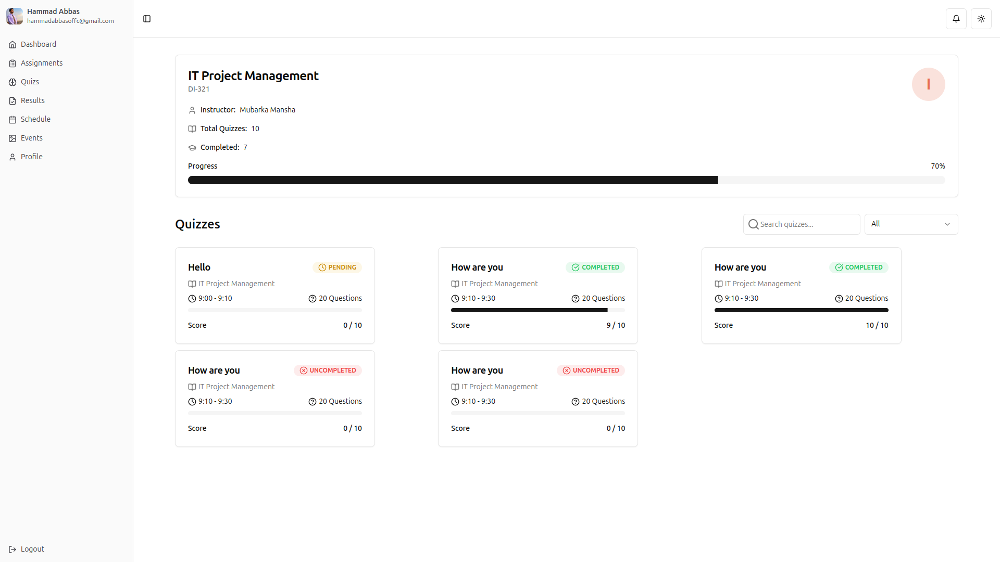 Hammad Abbas
hammadabbasoffc@gmail.com
Dashboard
Assignments
Quizs
Results
Schedule
Events
Profile
Logout
IT Project Management
I
DI-321
Instructor: Mubarka Mansha
Total Quizzes: 10
Completed: 7
Progress 70%
Quizzes
Search quizzes...
All
Hello
PENDING
IT Project Management
9:00 - 9:10
20 Questions
Score 0 / 10
How are you
COMPLETED
IT Project Management
9:10 - 9:30
20 Questions
Score 9 / 10
How are you
COMPLETED
IT Project Management
9:10 - 9:30
20 Questions
Score 10 / 10
How are you
UNCOMPLETED
IT Project Management
9:10 - 9:30
20 Questions
Score 0 / 10
How are you
UNCOMPLETED
IT Project Management
9:10 - 9:30
20 Questions
Score 0 / 10